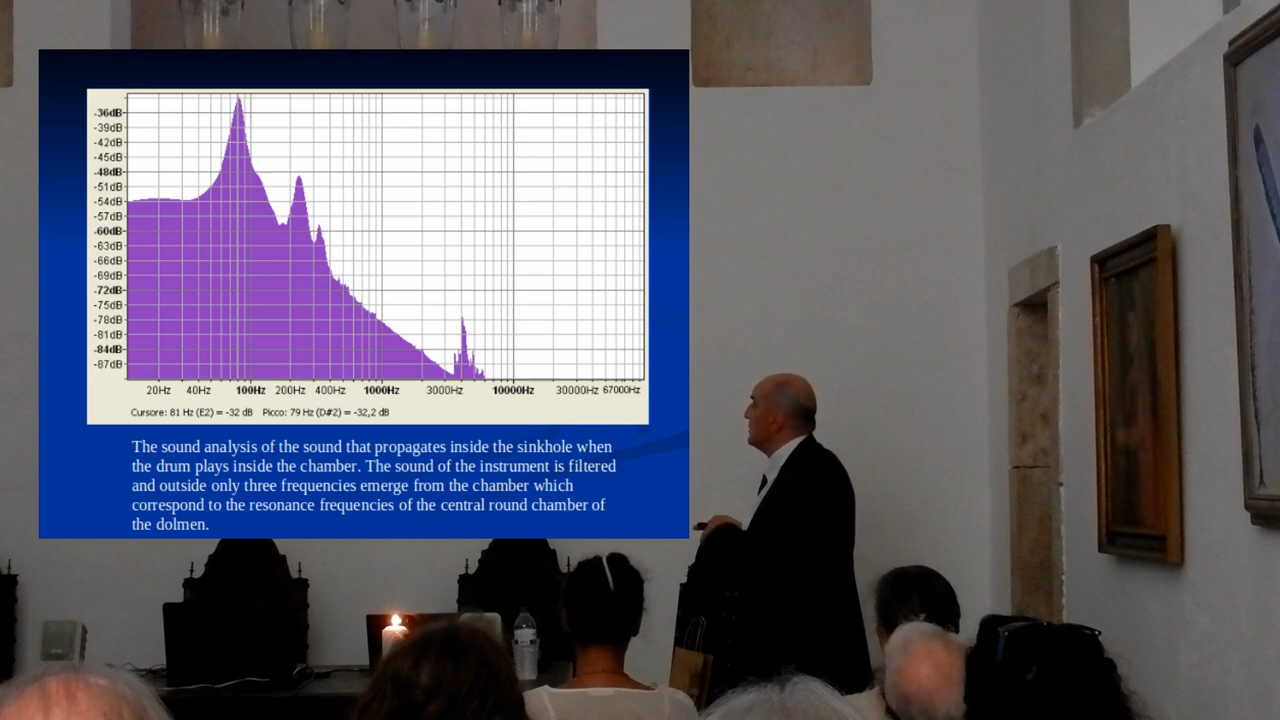 -36dB
-39dB
-42dB
-45dB
-48dB
-51dB
-54dB
-57dB
-60dB
-63dB
-66dB
-69dB
-72dB
-75dB
-78dB
-81dB
-84dB
-87dB
20Hz 40Hz 100Hz 200Hz 400Hz 1000Hz 3000Hz 10000Hz 30000Hz 67000Hz
Cursore: 81 Hz (E2) = -32 dB Picco: 79 Hz (D#2) = -32,2 dB
The sound analysis of the sound that propagates inside the sinkhole when
the drum plays inside the chamber. The sound of the instrument is filtered
and outside only three frequencies emerge from the chamber which
correspond to the resonance frequencies of the central round chamber of
the dolmen.